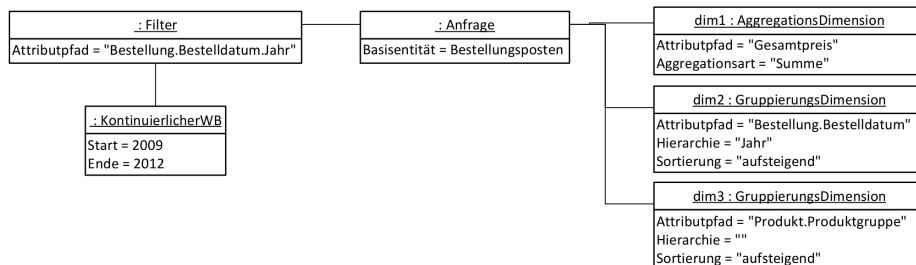 : Filter
Attributpfad = "Bestellung.Bestelldatum.Jahr"
: KontinuierlicherWB
Start = 2009
Ende = 2012
: Anfrage
Basisentität = Bestellungsposten
dim1 : AggregationsDimension
Attributpfad = "Gesamtpreis"
Aggregationsart = "Summe"
dim2 : GruppierungsDimension
Attributpfad = "Bestellung.Bestelldatum"
Hierarchie = "Jahr"
Sortierung = "aufsteigend"
dim3 : GruppierungsDimension
Attributpfad = "Produkt.Produktgruppe"
Hierarchie = ""
Sortierung = "aufsteigend"